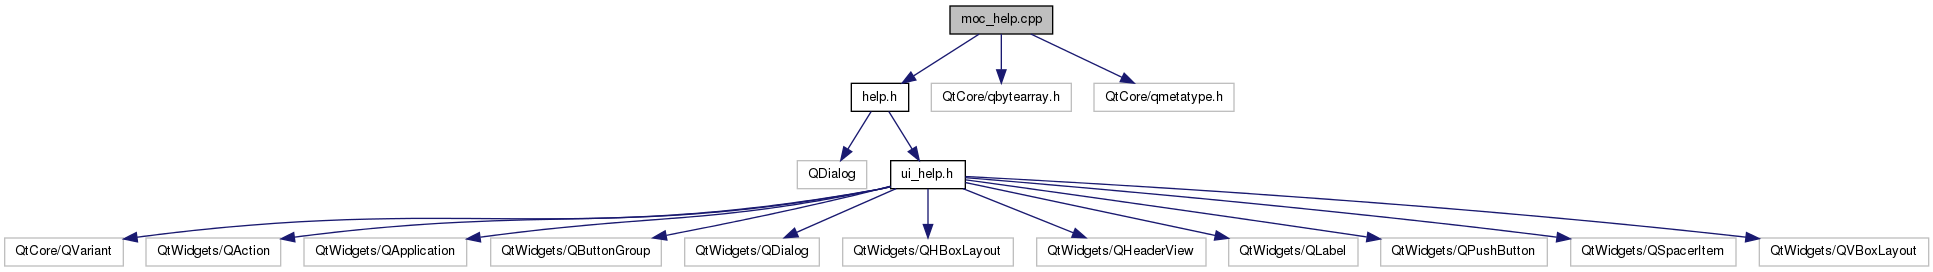 moc_help.cpp
help.h
QtCore/qbytearray.h
QtCore/qmetatype.h
QDialog
ui_help.h
QtCore/QVariant
QtWidgets/QAction
QtWidgets/QApplication
QtWidgets/QButtonGroup
QtWidgets/QDialog
QtWidgets/QHBoxLayout
QtWidgets/QHeaderView
QtWidgets/QLabel
QtWidgets/QPushButton
QtWidgets/QSpacerItem
QtWidgets/QVBoxLayout